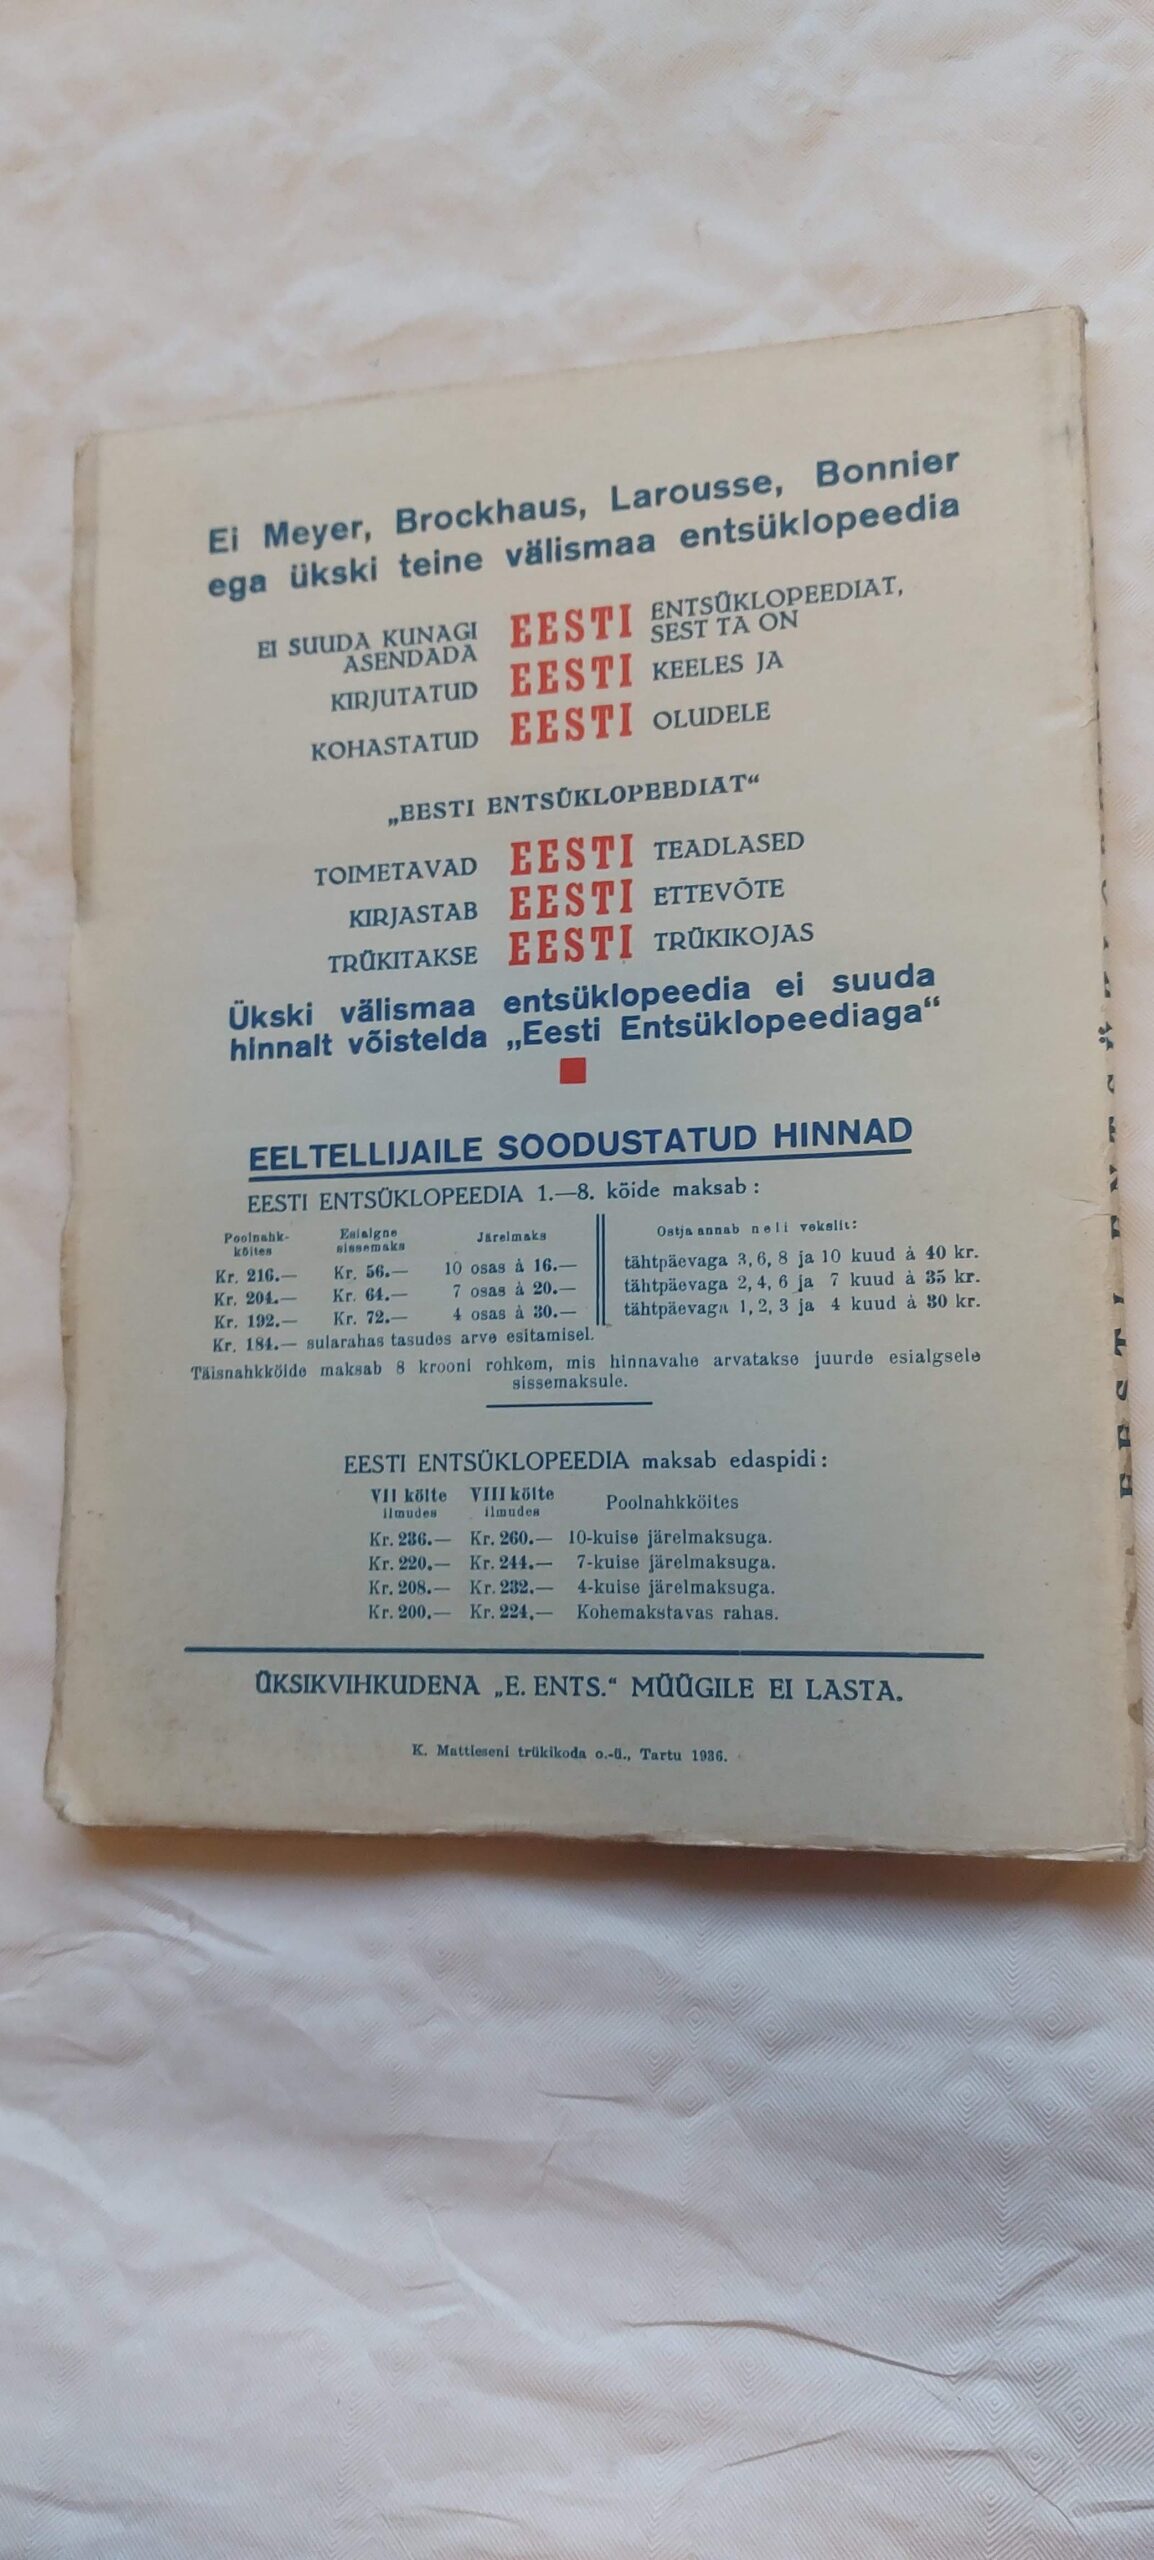 Ei Meyer, Brockhaus, Larousse, Bonnier
ega ükski teine välismaa entsüklopeedia
EI SUUDA KUNAGI ASENDADA EESTI ENTSÜKLOPEEDIAT, SEST TA ON
KIRJUTATUD EESTI KEELES JA
KOHASTATUD EESTI OLUDELE
„EESTI ENTSÜKLOPEEDIAT“
TOIMETAVAD EESTI TEADLASED
KIRJASTAB EESTI ETTEVÕTE
TRÜKITAKSE EESTI TRÜKIKOJAS
Ükski välismaa entsüklopeedia ei suuda
hinnalt võistelda „Eesti Entsüklopeediaga“
EELTELLIJAILE SOODUSTATUD HINNAD
EESTI ENTSÜKLOPEEDIA 1.—8. köide maksab:
Poolnahk-köites Esialgne sissemaks Järelmaks Ostja annab neli vekslit:
Kr. 216.— Kr. 56.— 10 osas à 16.— tähtpäevaga 3, 6, 8 ja 10 kuud à 40 kr.
Kr. 204.— Kr. 64.— 7 osas à 20.— tähtpäevaga 2, 4, 6 ja 7 kuud à 35 kr.
Kr. 192.— Kr. 72.— 4 osas à 30.— tähtpäevaga 1, 2, 3 ja 4 kuud à 30 kr.
Kr. 184.— sularahas tasudes arve esitamisel.
Täisnahkköide maksab 8 krooni rohkem, mis hinnavahe arvatakse juurde esialgsele
sissemaksule.
EESTI ENTSÜKLOPEEDIA maksab edaspidi:
VII köite ilmudes VIII köite ilmudes Poolnahkköites
Kr. 236.— Kr. 260.— 10-kuise järelmaksuga.
Kr. 220.— Kr. 244.— 7-kuise järelmaksuga.
Kr. 208.— Kr. 232.— 4-kuise järelmaksuga.
Kr. 200.— Kr. 224.— Kohemakstavas rahas.
ÜKSIKVIHKUDENA „E. ENTS.“ MÜÜGILE EI LASTA.
K. Mattieseni trükikoda o.-ü., Tartu 1936.